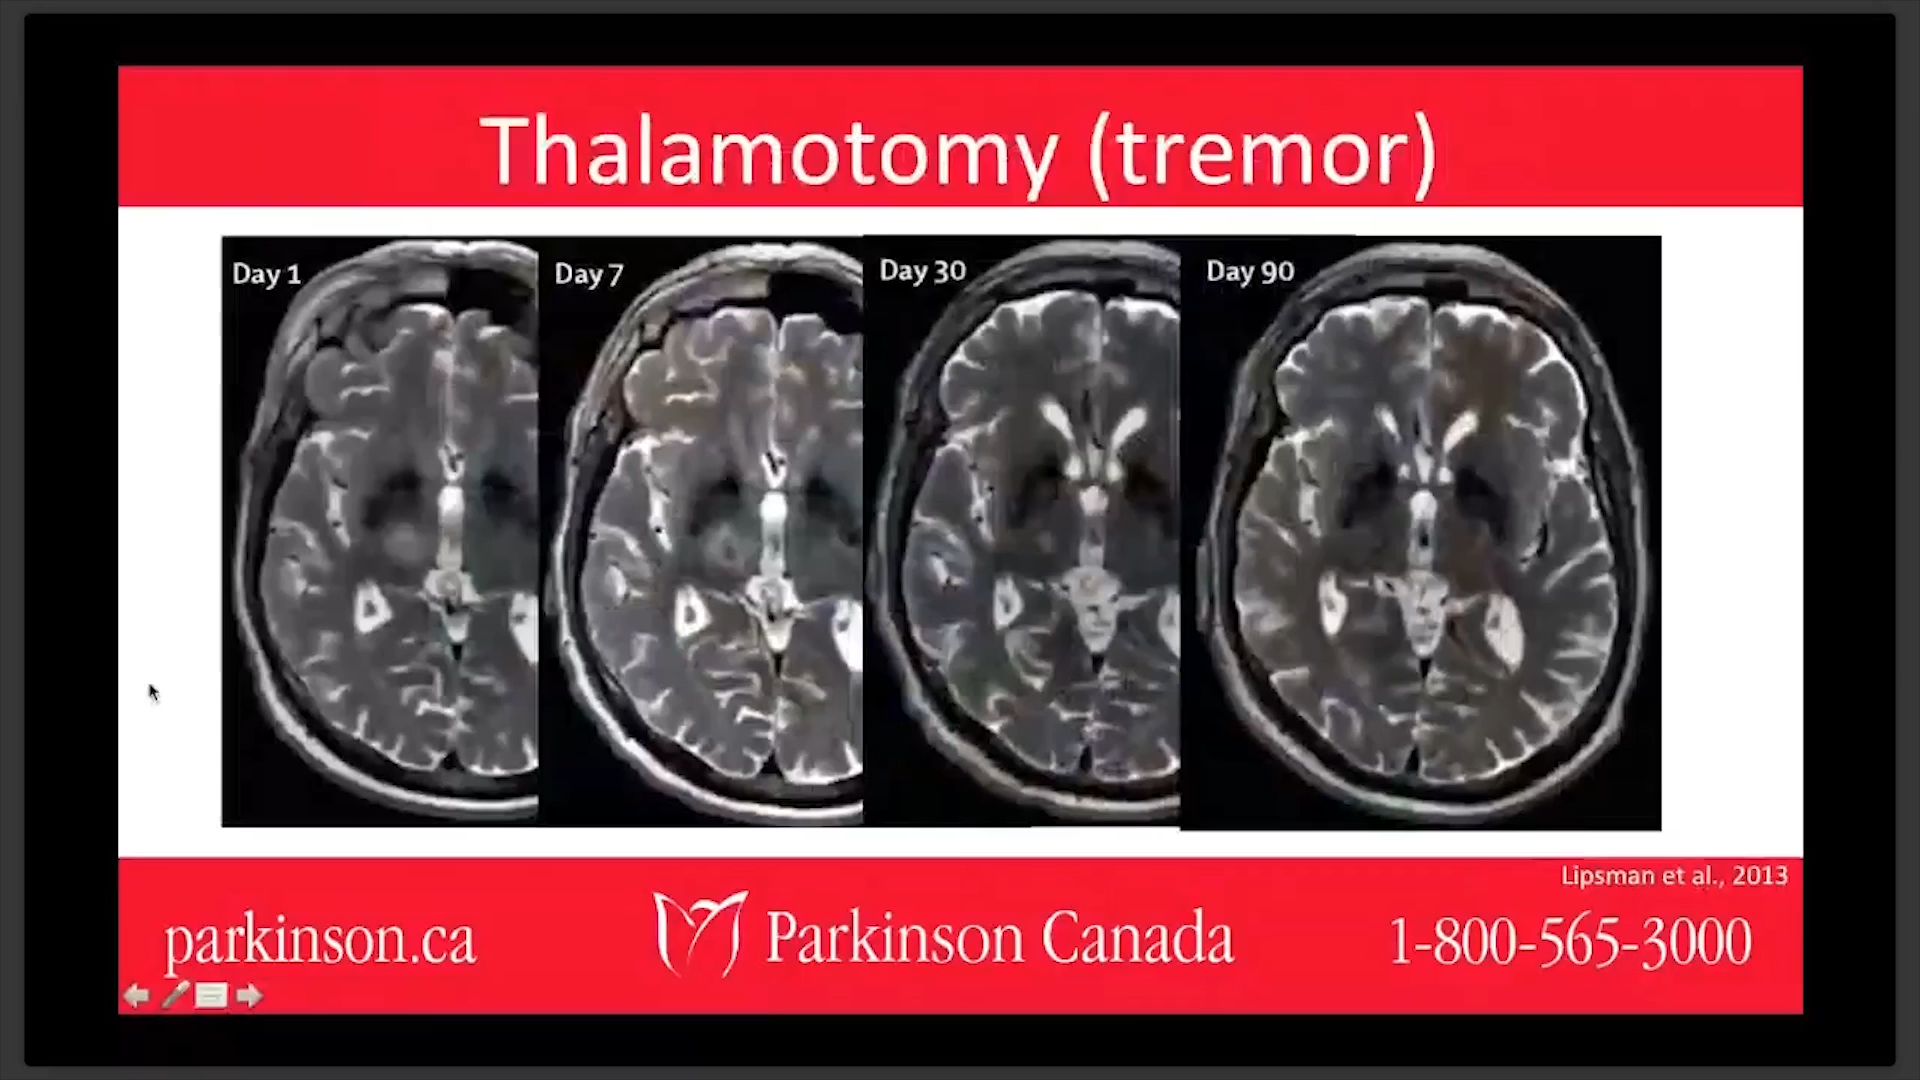 Thalamotomy (tremor)
Day 1
Day 7
Day 30
Day 90
Lipsman et al., 2013
parkinson.ca
Parkinson Canada
1-800-565-3000